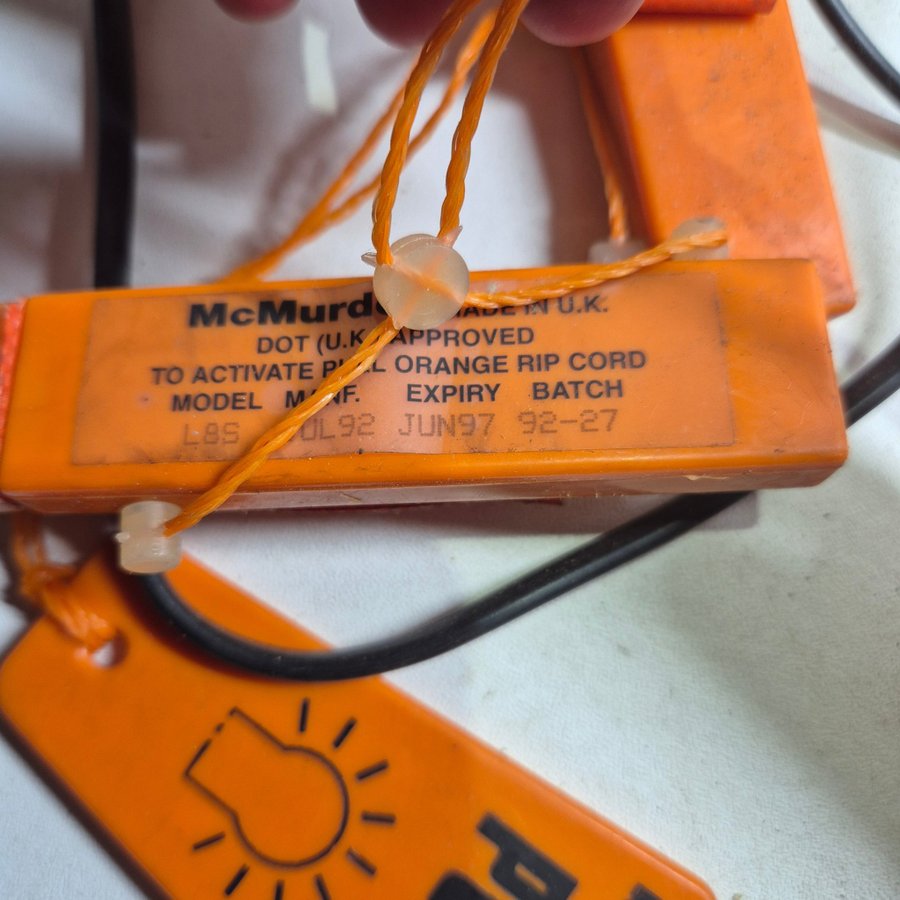 McMurdo MADE IN U.K.
DOT (U.K.) APPROVED
TO ACTIVATE PULL ORANGE RIP CORD
MODEL MANF. EXPIRY BATCH
L8S JUL92 JUN97 92-27